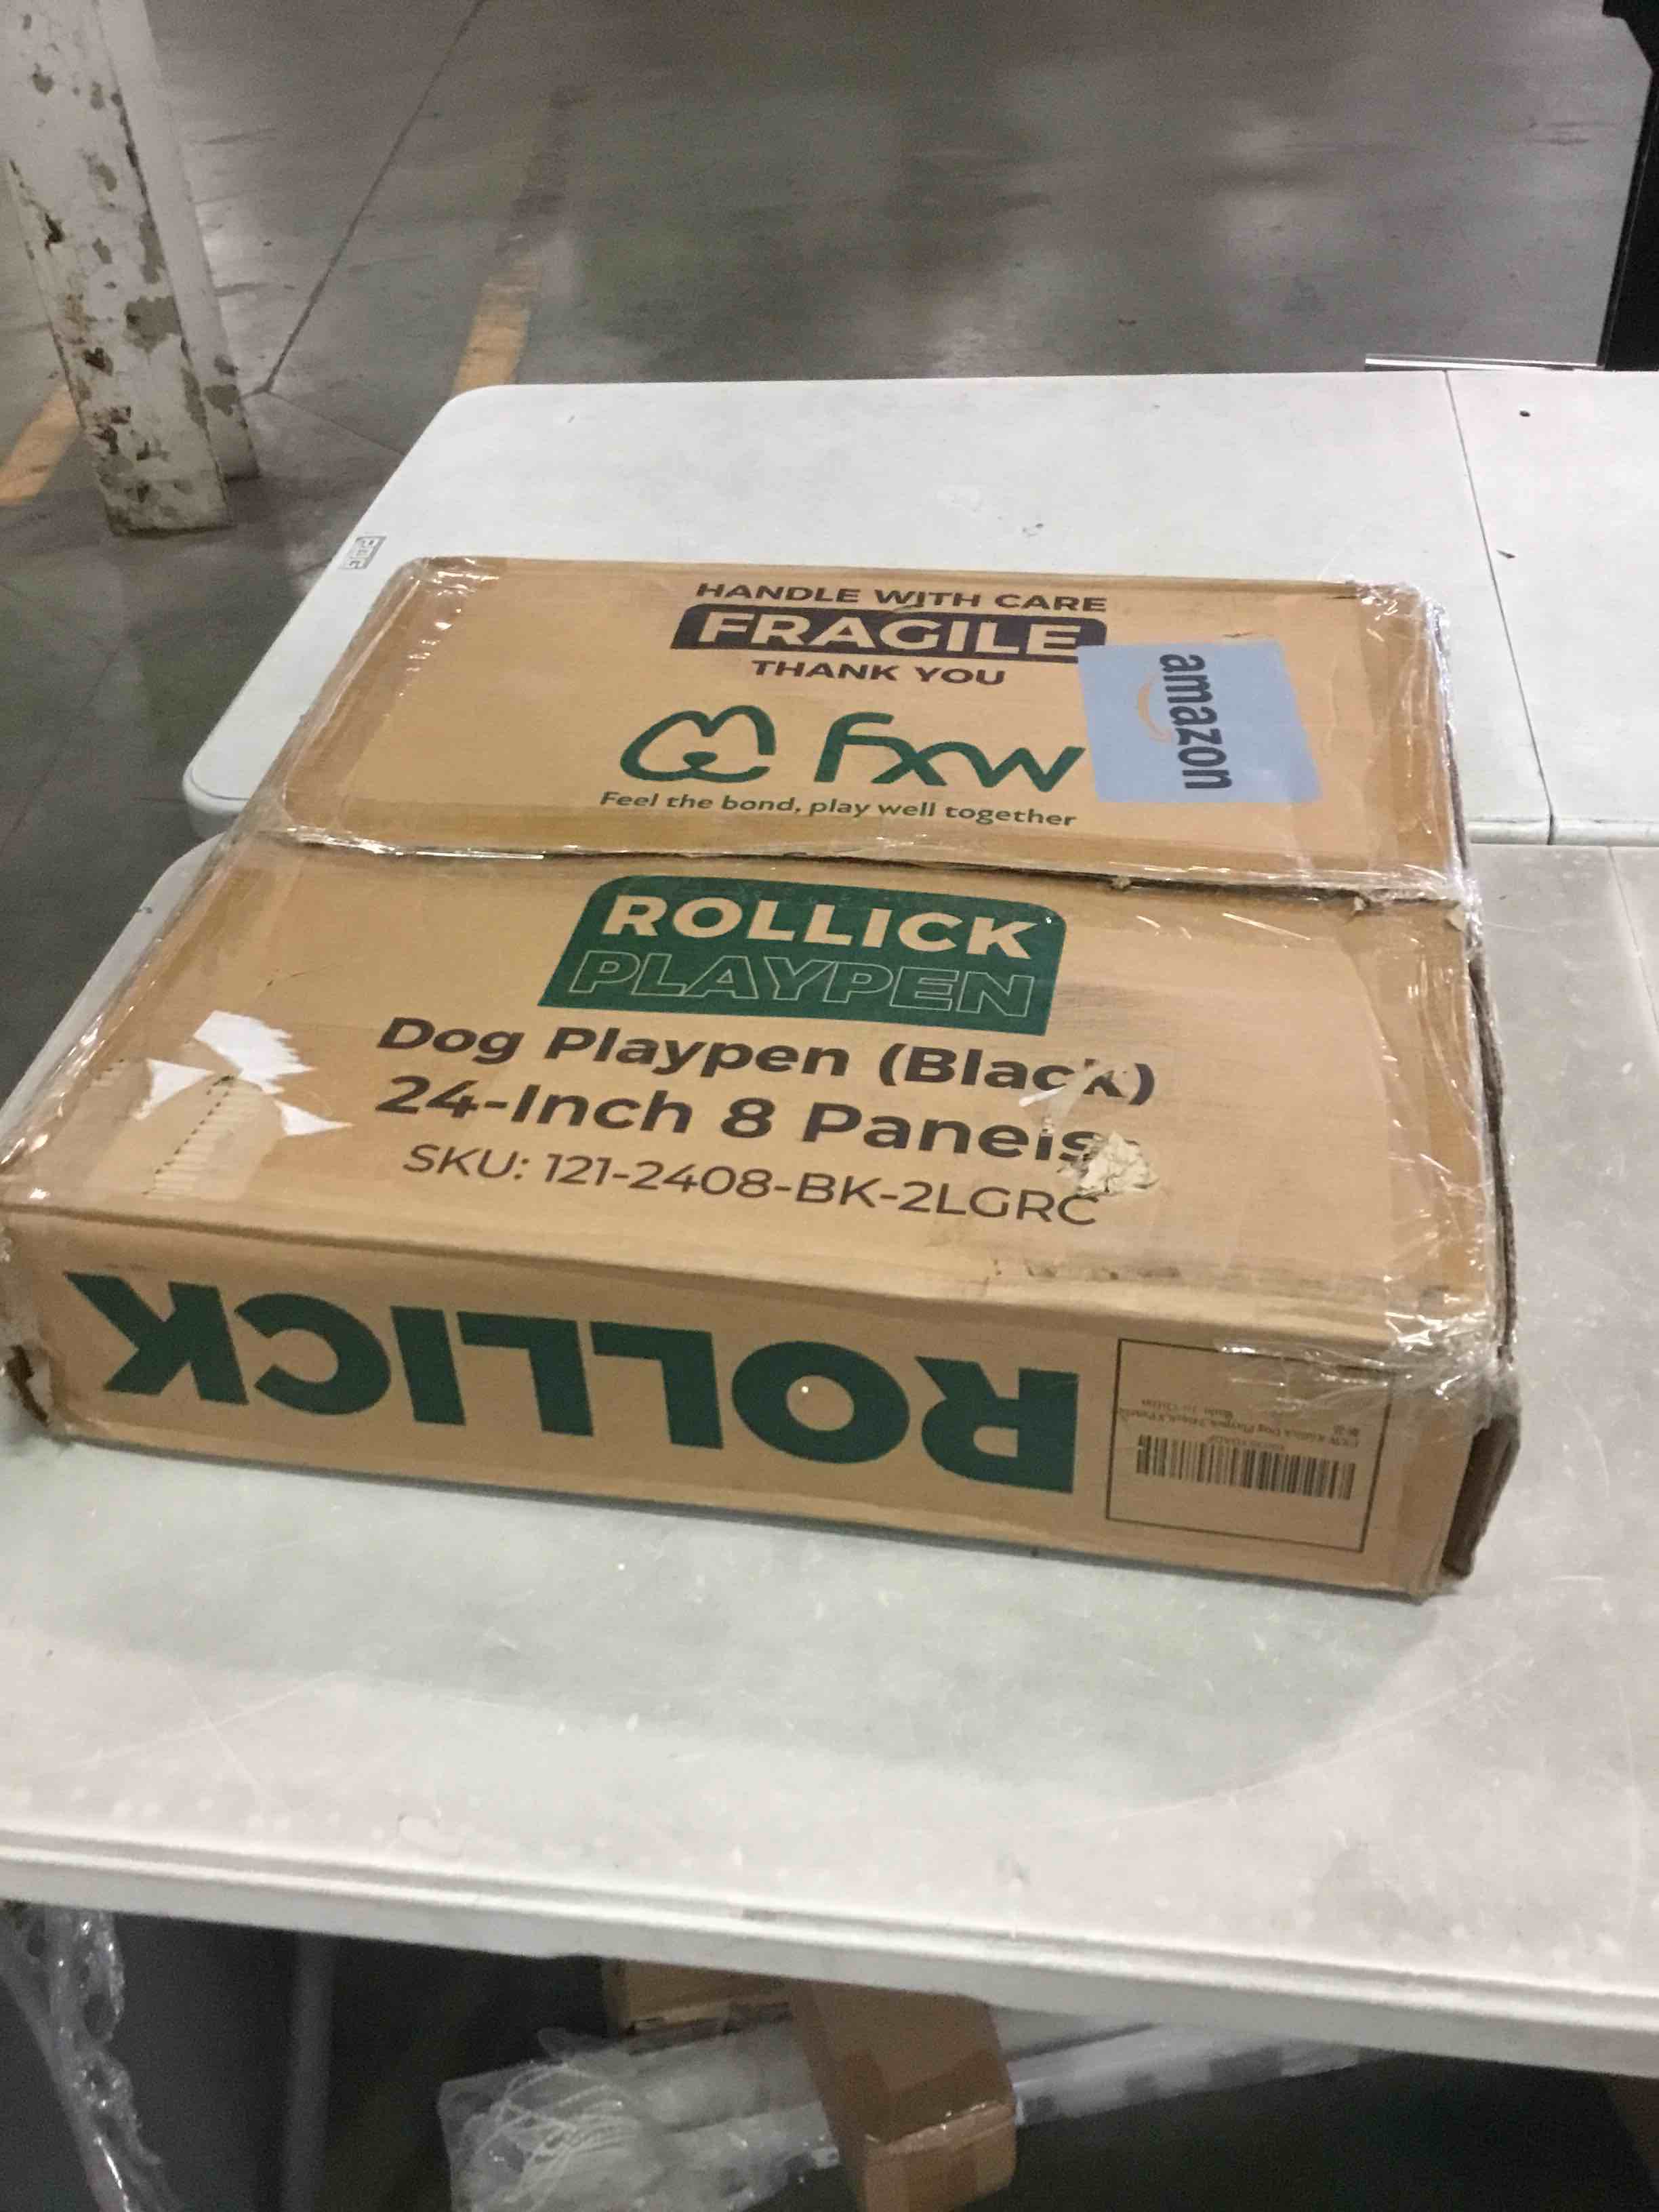 HANDLE WITH CARE
FRAGILE
THANK YOU
amazon
fxw
Feel the bond, play well together
ROLLICK
PLAYPEN
Dog Playpen (Black)
24-Inch 8 Panels
SKU: 121-2408-BK-2LGRC
ROLLICK